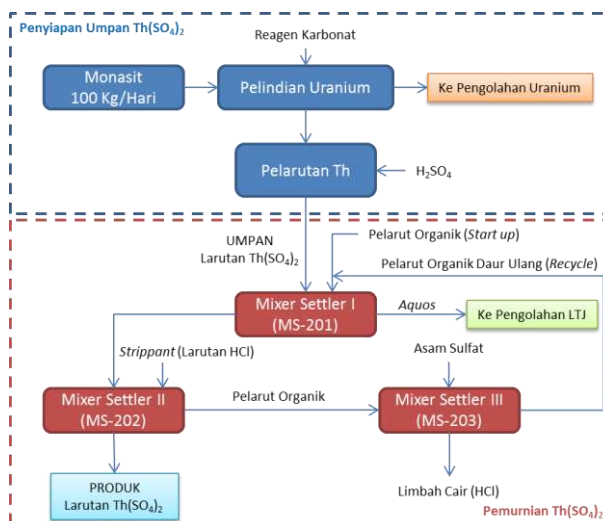 Penyiapan Umpan Th(SO₄)₂
Reagen Karbonat
Monasit
100 Kg/Hari
Pelindian Uranium
Ke Pengolahan Uranium
Pelarutan Th
H₂SO₄
UMPAN
Larutan Th(SO₄)₂
Pelarut Organik (Start up)
Pelarut Organik Daur Ulang (Recycle)
Mixer Settler I
(MS-201)
Aquos
Ke Pengolahan LTJ
Strippant (Larutan HCl)
Asam Sulfat
Mixer Settler II
(MS-202)
Pelarut Organik
Mixer Settler III
(MS-203)
PRODUK
Larutan Th(SO₄)₂
Limbah Cair (HCl)
Pemurnian Th(SO₄)₂